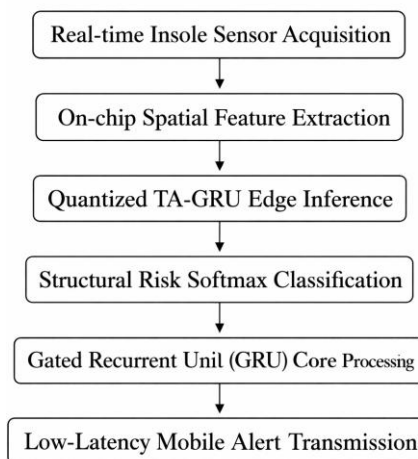 Real-time Insole Sensor Acquisition
On-chip Spatial Feature Extraction
Quantized TA-GRU Edge Inference
Structural Risk Softmax Classification
Gated Recurrent Unil (GRU) Core Processing
Low-Latency Mobile Alert Transmission